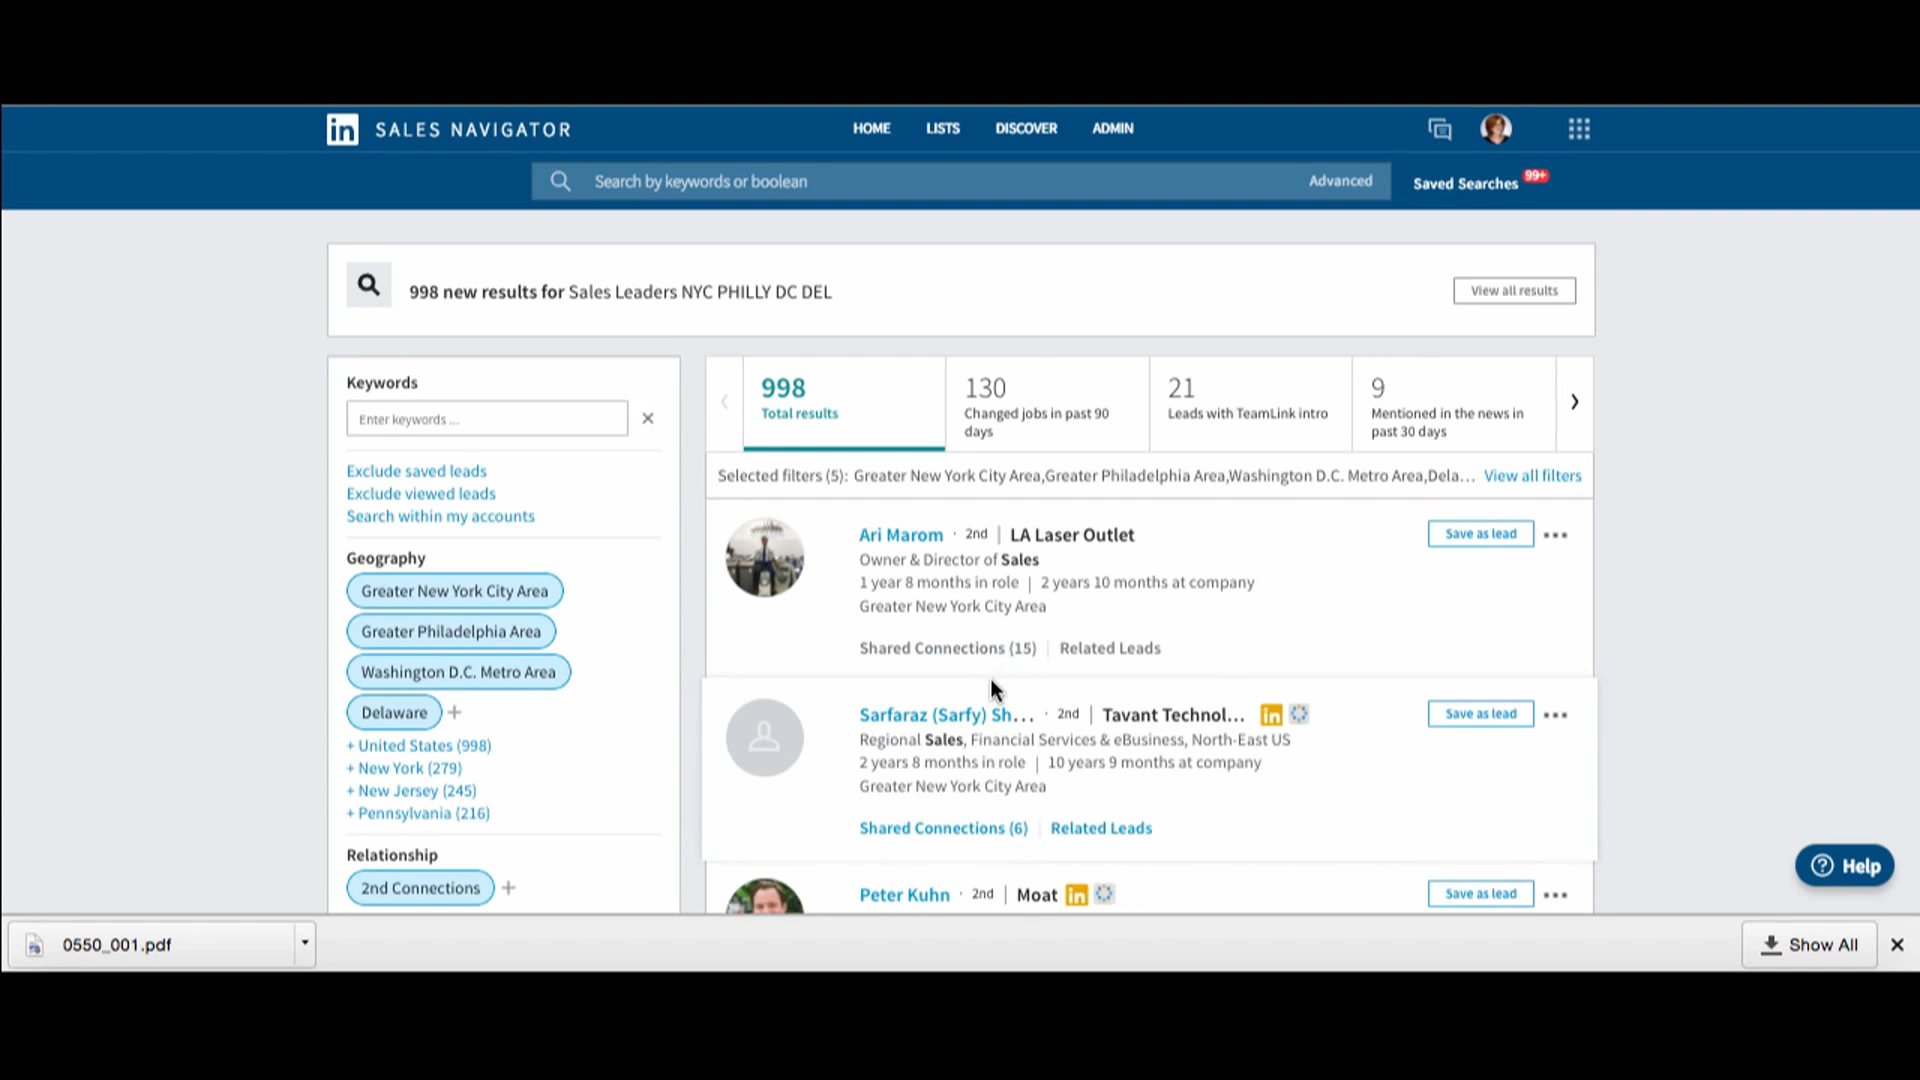 in SALES NAVIGATOR
HOME
LISTS
DISCOVER
ADMIN
Search by keywords or boolean
Advanced
Saved Searches
99+
998 new results for Sales Leaders NYC PHILLY DC DEL
View all results
Keywords
Enter keywords ...
Exclude saved leads
Exclude viewed leads
Search within my accounts
Geography
Greater New York City Area
Greater Philadelphia Area
Washington D.C. Metro Area
Delaware +
+ United States (998)
+ New York (279)
+ New Jersey (245)
+ Pennsylvania (216)
Relationship
2nd Connections +
998
Total results
130
Changed jobs in past 90
days
21
Leads with TeamLink intro
9
Mentioned in the news in
past 30 days
Selected filters (5): Greater New York City Area,Greater Philadelphia Area,Washington D.C. Metro Area,Dela... View all filters
Ari Marom · 2nd | LA Laser Outlet
Save as lead
Owner & Director of Sales
1 year 8 months in role | 2 years 10 months at company
Greater New York City Area
Shared Connections (15) | Related Leads
Sarfaraz (Sarfy) Sh... · 2nd | Tavant Technol... in
Save as lead
Regional Sales, Financial Services & eBusiness, North-East US
2 years 8 months in role | 10 years 9 months at company
Greater New York City Area
Shared Connections (6) | Related Leads
Peter Kuhn · 2nd | Moat in
Save as lead
? Help
0550_001.pdf
Show All